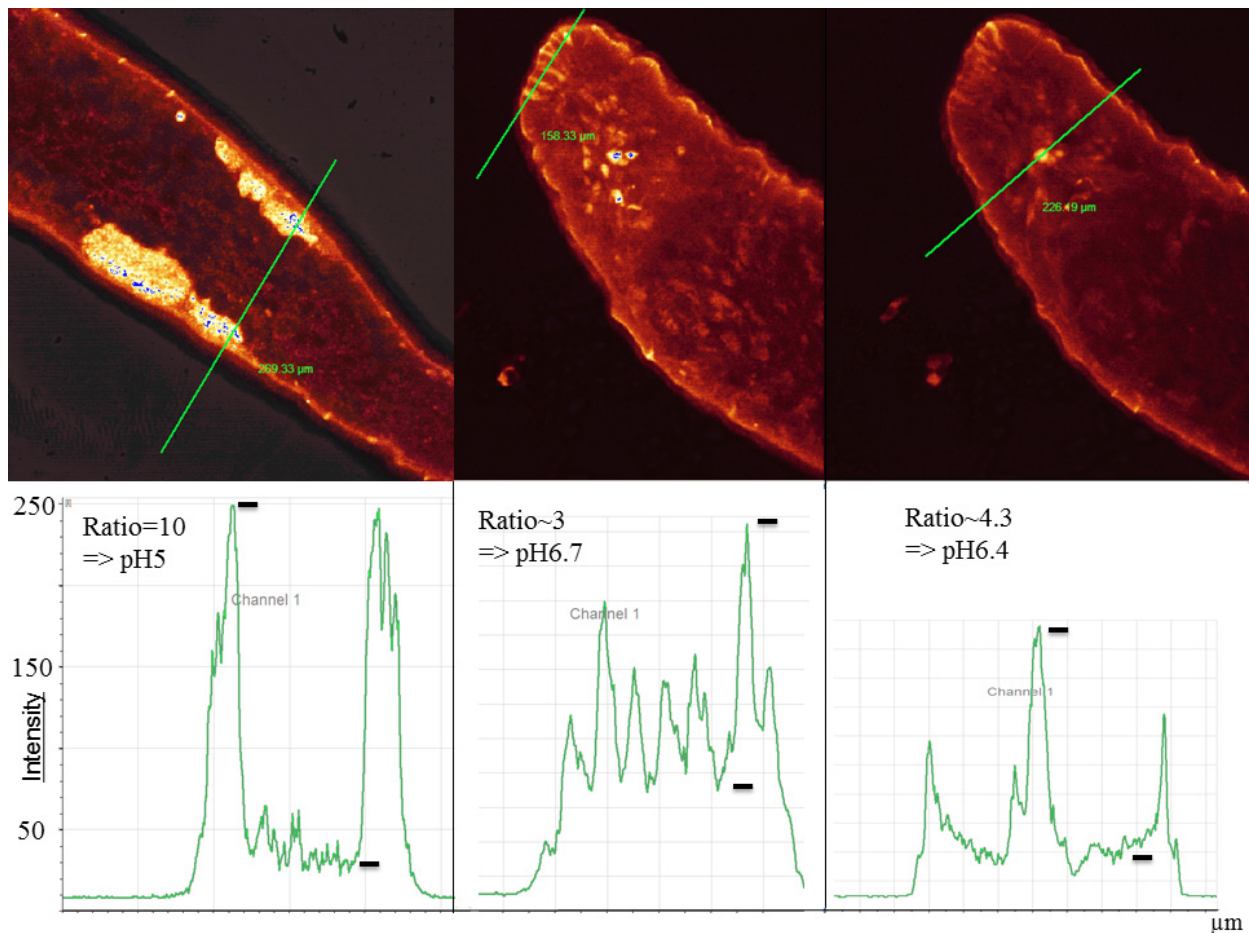 269.33 µm
158.33 µm
226.19 µm
250
150
50
Intensity
Ratio=10
=> pH5
Channel 1
Ratio~3
=> pH6.7
Channel 1
Ratio~4.3
=> pH6.4
Channel 1
µm